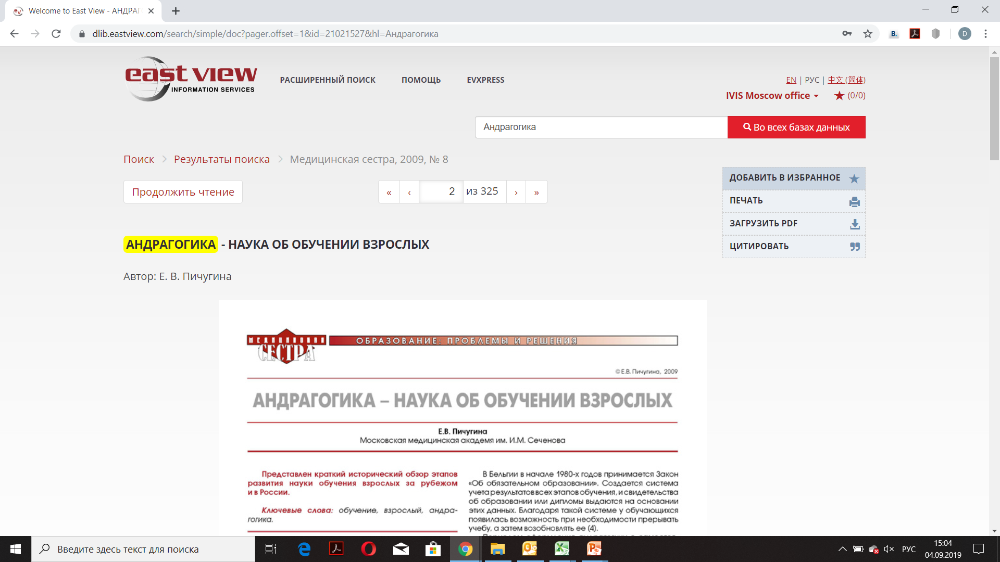 Welcome to East View - АНДРАГ
dlib.eastview.com/search/simple/doc?pager.offset=1&id=21021527&hl=Андрагогика
B.
D
east view
INFORMATION SERVICES
РАСШИРЕННЫЙ ПОИСК
ПОМОЩЬ
EVXPRESS
EN | РУС | 中文 (简体)
IVIS Moscow office
(0/0)
Андрагогика
Во всех базах данных
Поиск > Результаты поиска > Медицинская сестра, 2009, № 8
Продолжить чтение
« ‹ 2 из 325 › »
ДОБАВИТЬ В ИЗБРАННОЕ
ПЕЧАТЬ
ЗАГРУЗИТЬ PDF
ЦИТИРОВАТЬ
АНДРАГОГИКА - НАУКА ОБ ОБУЧЕНИИ ВЗРОСЛЫХ
Автор: Е. В. Пичугина
МЕДИЦИНСКАЯ
СЕСТРА
ОБРАЗОВАНИЕ: ПРОБЛЕМЫ И РЕШЕНИЯ
© Е.В. Пичугина, 2009
АНДРАГОГИКА – НАУКА ОБ ОБУЧЕНИИ ВЗРОСЛЫХ
Е.В. Пичугина
Московская медицинская академя им. И.М. Сеченова
Представлен краткий исторический обзор этапов
развития науки обучения взрослых за рубежом
и в России.
Ключевые слова: обучение, взрослый, андра-
гогика.
В Бельгии в начале 1980-х годов принимается Закон
«Об обязательном образовании». Создается система
учета результатов всех этапов обучения, и свидетельства
об образовании или дипломы выдаются на основании
этих данных. Благодаря такой системе у обучающихся
появилась возможность при необходимости прерывать
учебу, а затем возобновлять ее (4).
Введите здесь текст для поиска
РУС
15:04
04.09.2019